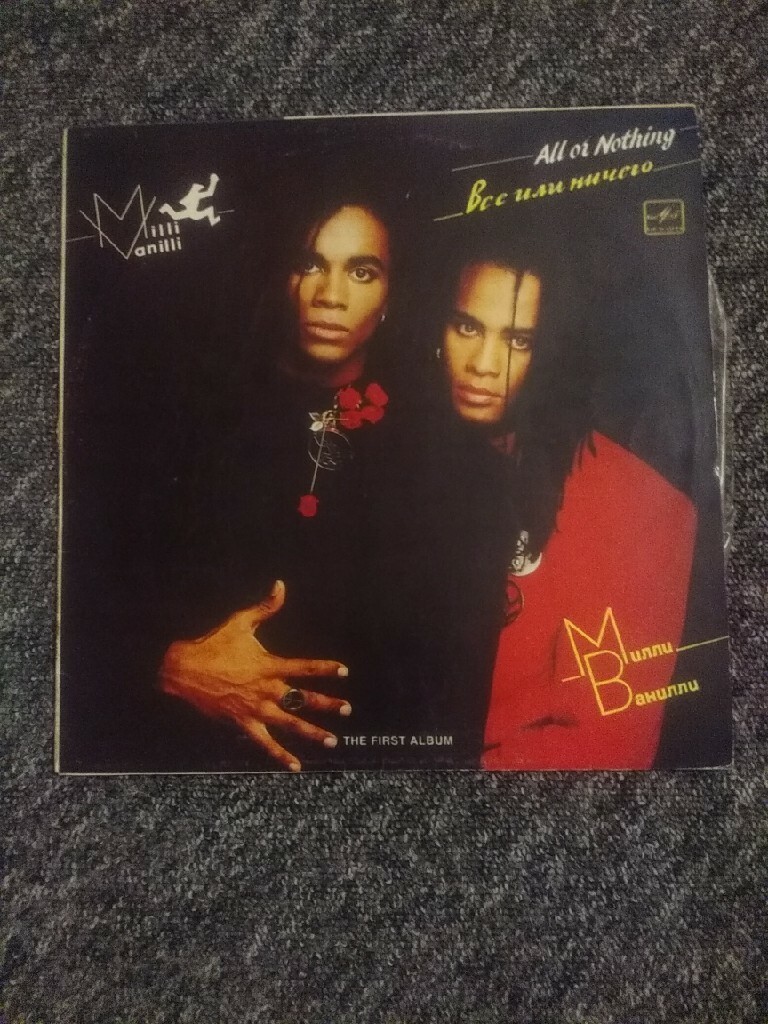 All or Nothing
Все или ничего
Milli
Vanilli
Милли
Ванилли
THE FIRST ALBUM